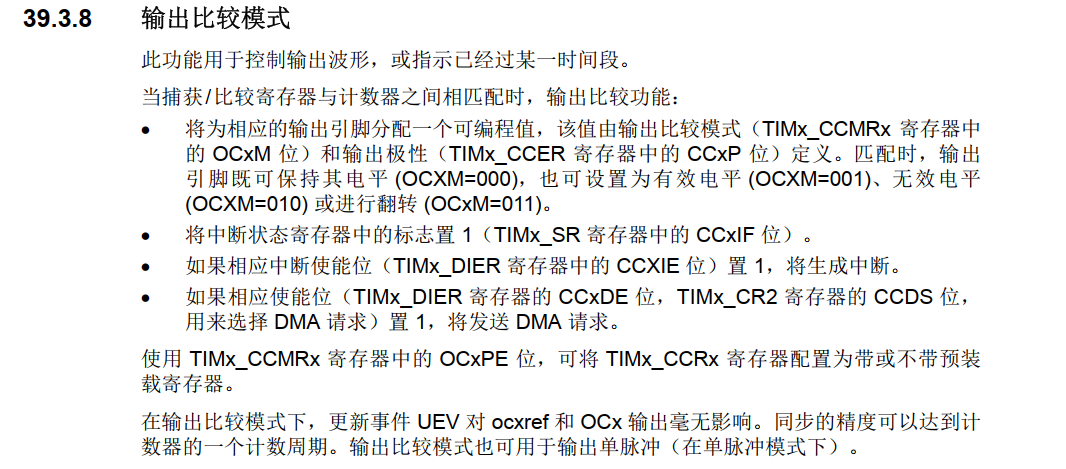 39.3.8 输出比较模式
此功能用于控制输出波形，或指示已经过某一时间段。
当捕获/比较寄存器与计数器之间相匹配时，输出比较功能：
• 将为相应的输出引脚分配一个可编程值，该值由输出比较模式（TIMx_CCMRx 寄存器中
的 OCxM 位）和输出极性（TIMx_CCER 寄存器中的 CCxP 位）定义。匹配时，输出
引脚既可保持其电平 (OCXM=000)，也可设置为有效电平 (OCXM=001)、无效电平
(OCXM=010) 或进行翻转 (OCxM=011)。
• 将中断状态寄存器中的标志置 1（TIMx_SR 寄存器中的 CCxIF 位）。
• 如果相应中断使能位（TIMx_DIER 寄存器中的 CCXIE 位）置 1，将生成中断。
• 如果相应使能位（TIMx_DIER 寄存器的 CCxDE 位，TIMx_CR2 寄存器的 CCDS 位，
用来选择 DMA 请求）置 1，将发送 DMA 请求。
使用 TIMx_CCMRx 寄存器中的 OCxPE 位，可将 TIMx_CCRx 寄存器配置为带或不带预装
载寄存器。
在输出比较模式下，更新事件 UEV 对 ocxref 和 OCx 输出毫无影响。同步的精度可以达到计
数器的一个计数周期。输出比较模式也可用于输出单脉冲（在单脉冲模式下）。